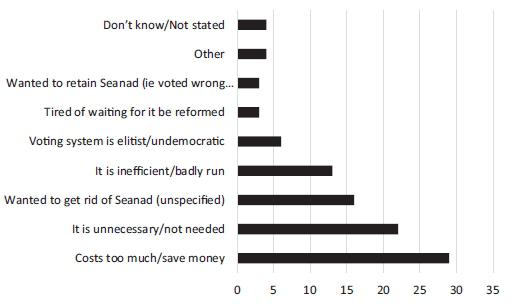 Don't know/Not stated
Other
Wanted to retain Seanad (ie voted wrong...
Tired of waiting for it be reformed
Voting system is elitist/undemocratic
It is inefficient/badly run
Wanted to get rid of Seanad (unspecified)
It is unnecessary/not needed
Costs too much/save money
0 5 10 15 20 25 30 35